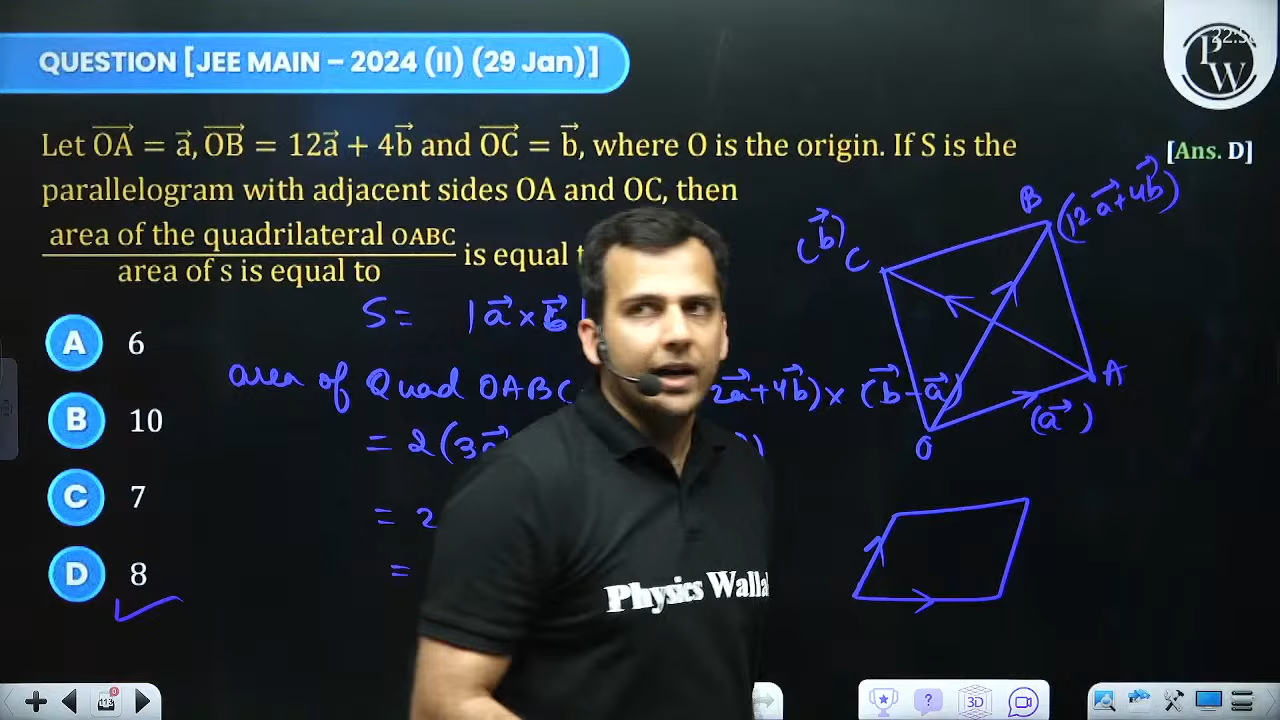 QUESTION [JEE MAIN – 2024 (II) (29 Jan)]
PW
Let OA⃗ = a⃗, OB⃗ = 12a⃗ + 4b⃗ and OC⃗ = b⃗, where O is the origin. If S is the
[Ans. D]
parallelogram with adjacent sides OA and OC, then
area of the quadrilateral OABC
area of s is equal to
is equal
A 6
B 10
C 7
D 8
S = |a⃗ × b⃗
area of Quad OABC
2a⃗ + 4b⃗) × (b⃗ – a⃗)
= 2(3a⃗
= 2
=
B (12a⃗ + 4b⃗)
(b⃗) C
A
(a⃗)
O
Physics Walla
3D